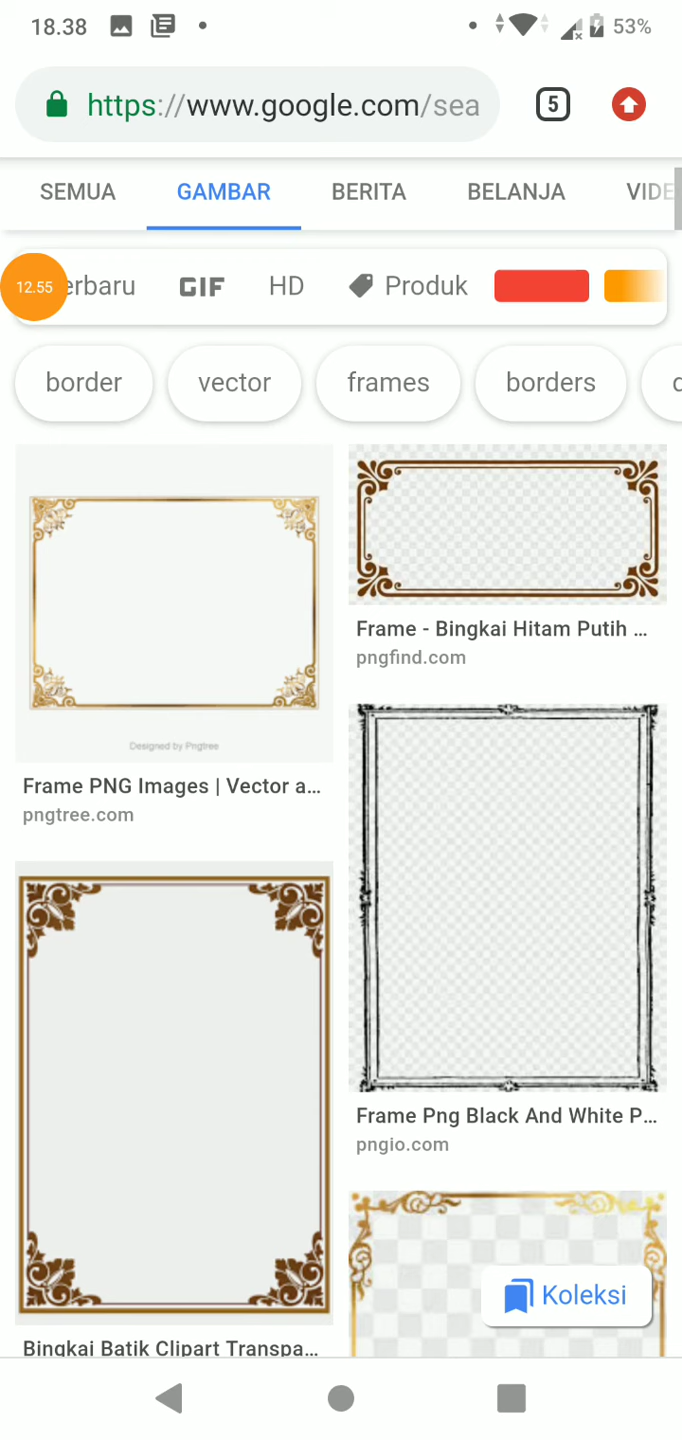 18.38
53%
https://www.google.com/sea
5
SEMUA
GAMBAR
BERITA
BELANJA
VIDE
12.55
erbaru
GIF
HD
Produk
border
vector
frames
borders
Designed by Pngtree
Frame PNG Images | Vector a...
pngtree.com
Frame - Bingkai Hitam Putih ...
pngfind.com
Frame Png Black And White P...
pngio.com
Bingkai Batik Clipart Transpa...
Koleksi